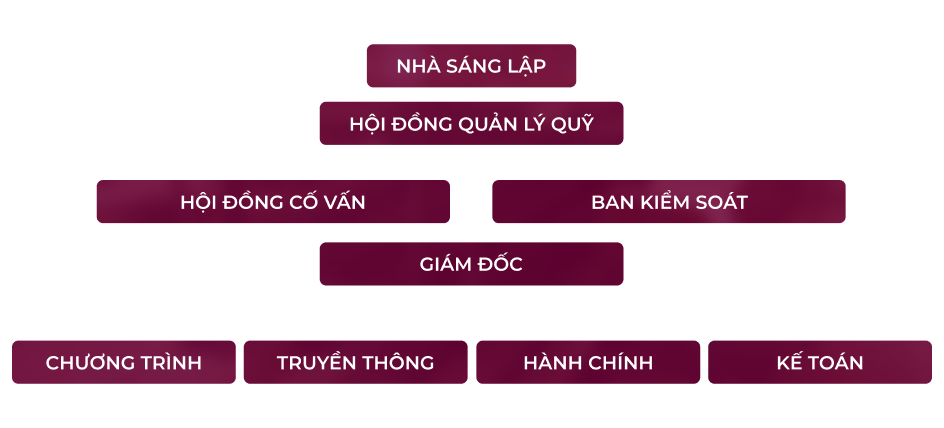 NHÀ SÁNG LẬP
HỘI ĐỒNG QUẢN LÝ QUỸ
HỘI ĐỒNG CỐ VẤN
BAN KIỂM SOÁT
GIÁM ĐỐC
CHƯƠNG TRÌNH
TRUYỀN THÔNG
HÀNH CHÍNH
KẾ TOÁN